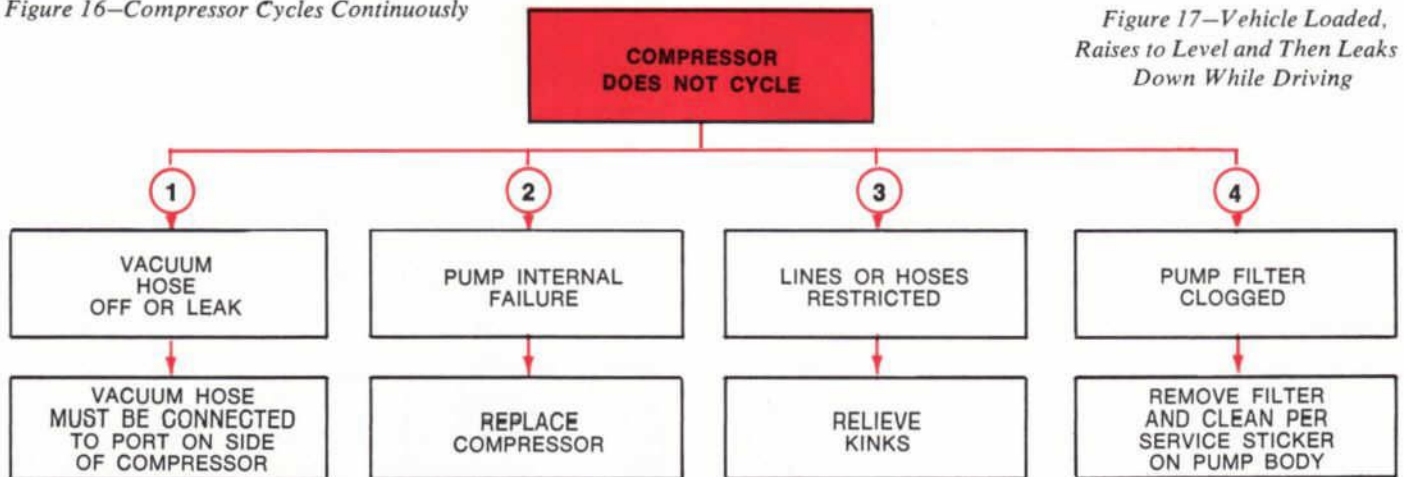 Figure 16—Compressor Cycles Continuously
Figure 17—Vehicle Loaded,
Raises to Level and Then Leaks
Down While Driving
COMPRESSOR
DOES NOT CYCLE
1
2
3
4
VACUUM
HOSE
OFF OR LEAK
PUMP INTERNAL
FAILURE
LINES OR HOSES
RESTRICTED
PUMP FILTER
CLOGGED
VACUUM HOSE
MUST BE CONNECTED
TO PORT ON SIDE
OF COMPRESSOR
REPLACE
COMPRESSOR
RELIEVE
KINKS
REMOVE FILTER
AND CLEAN PER
SERVICE STICKER
ON PUMP BODY